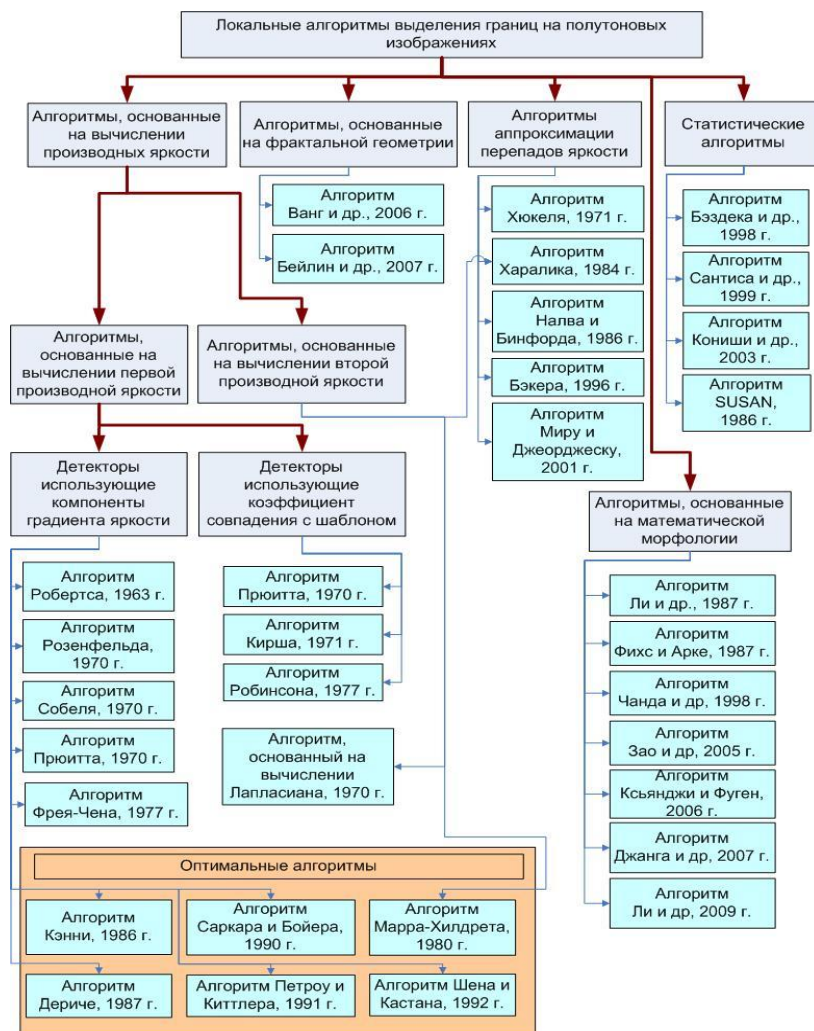 Локальные алгоритмы выделения границ на полутоновых
изображениях
Алгоритмы, основанные
на вычислении
производных яркости
Алгоритмы, основанные
на фрактальной геометрии
Алгоритмы
аппроксимации
перепадов яркости
Статистические
алгоритмы
Алгоритм
Ванг и др., 2006 г.
Алгоритм
Бейлин и др., 2007 г.
Алгоритм
Хюкеля, 1971 г.
Алгоритм
Харалика, 1984 г.
Алгоритм
Налва и
Бинфорда, 1986 г.
Алгоритм
Бэкера, 1996 г.
Алгоритм
Миру и
Джеорджеску,
2001 г.
Алгоритм
Бэздека и др.,
1998 г.
Алгоритм
Сантиса и др.,
1999 г.
Алгоритм
Кониши и др.,
2003 г.
Алгоритм
SUSAN,
1986 г.
Алгоритмы,
основанные на
вычислении первой
производной яркости
Алгоритмы, основанные
на вычислении второй
производной яркости
Детекторы
использующие
компоненты
градиента яркости
Детекторы
использующие
коэффициент
совпадения с шаблоном
Алгоритмы, основанные
на математической
морфологии
Алгоритм
Робертса, 1963 г.
Алгоритм
Розенфельда,
1970 г.
Алгоритм
Собеля, 1970 г.
Алгоритм
Прюитта, 1970 г.
Алгоритм
Фрея-Чена, 1977 г.
Алгоритм
Прюитта, 1970 г.
Алгоритм
Кирша, 1971 г.
Алгоритм
Робинсона, 1977 г.
Алгоритм,
основанный на
вычислении
Лапласиана, 1970 г.
Алгоритм
Ли и др., 1987 г.
Алгоритм
Фихс и Арке, 1987 г.
Алгоритм
Чанда и др, 1998 г.
Алгоритм
Зао и др, 2005 г.
Алгоритм
Ксьянджи и Фуген,
2006 г.
Алгоритм
Джанга и др, 2007 г.
Алгоритм
Ли и др, 2009 г.
Оптимальные алгоритмы
Алгоритм
Кэнни, 1986 г.
Алгоритм
Саркара и Бойера,
1990 г.
Алгоритм
Марра-Хилдрета,
1980 г.
Алгоритм
Дериче, 1987 г.
Алгоритм Петроу и
Киттлера, 1991 г.
Алгоритм Шена и
Кастана, 1992 г.